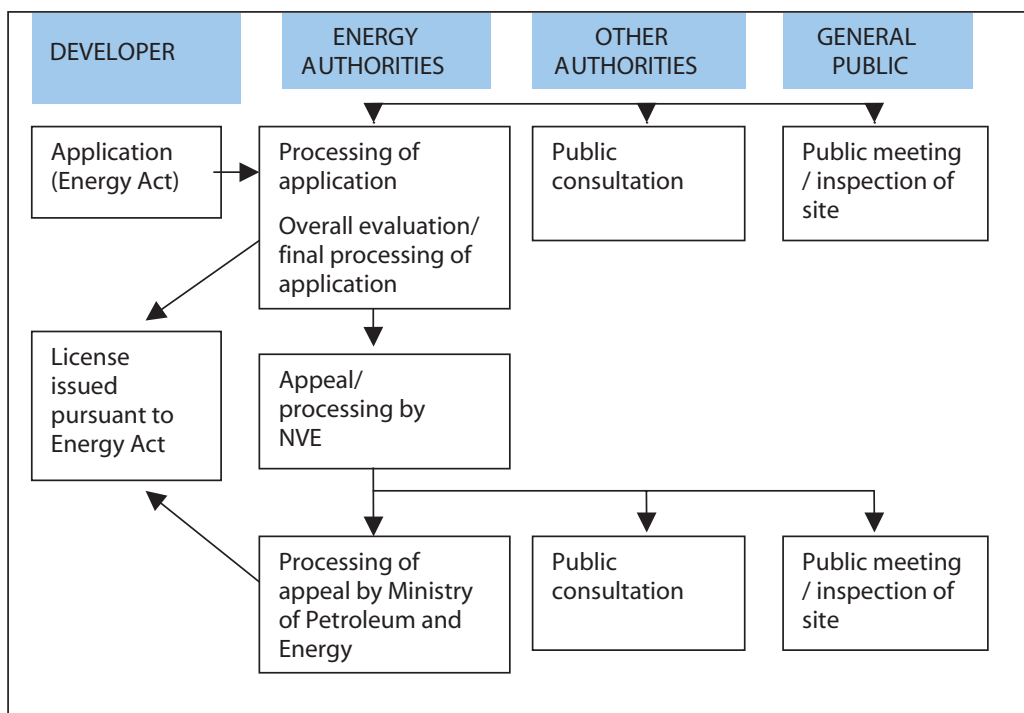 DEVELOPER
ENERGY
AUTHORITIES
OTHER
AUTHORITIES
GENERAL
PUBLIC
Application
(Energy Act)
Processing of
application
Overall evaluation/
final processing of
application
Public
consultation
Public meeting
/ inspection of
site
License
issued
pursuant to
Energy Act
Appeal/
processing by
NVE
Processing of
appeal by Ministry
of Petroleum and
Energy
Public
consultation
Public meeting
/ inspection of
site